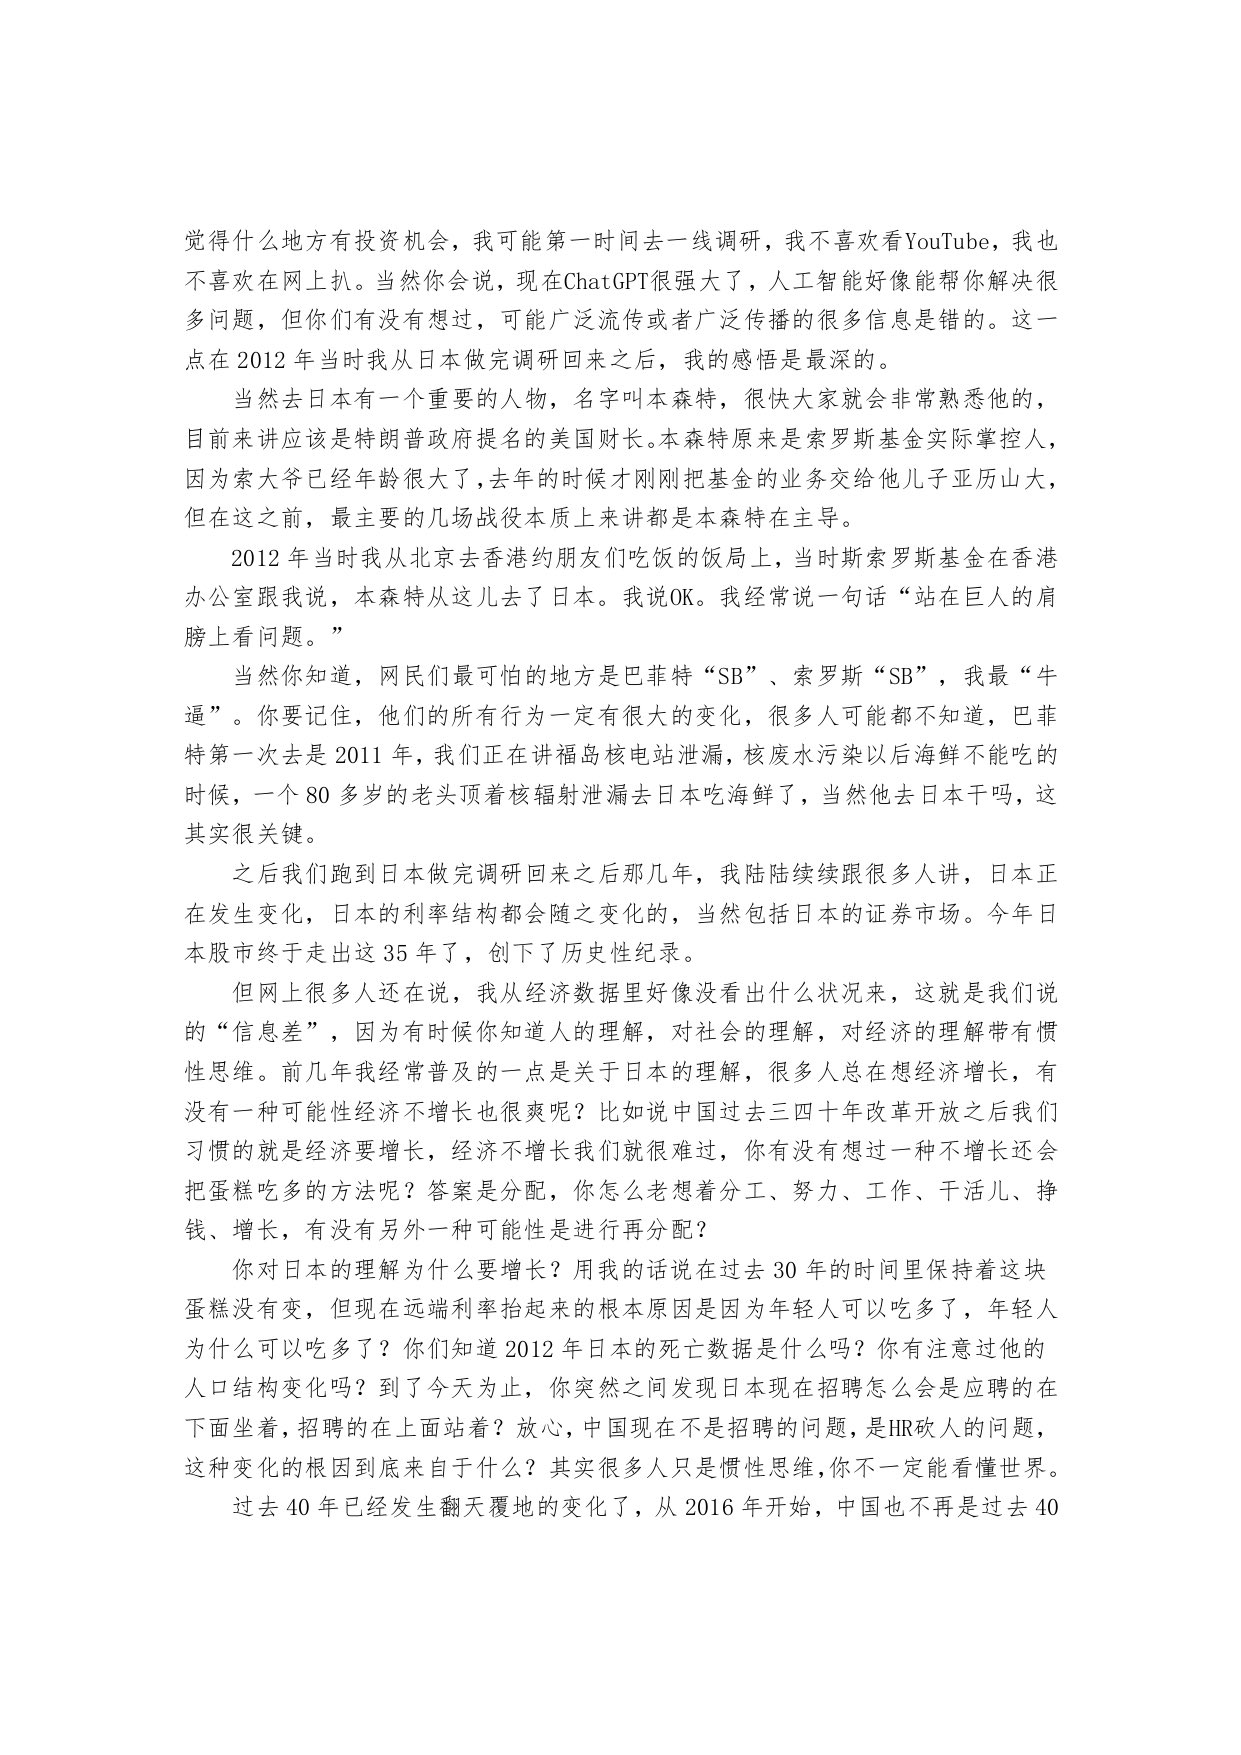 觉得什么地方有投资机会，我可能第一时间去一线调研，我不喜欢看YouTube，我也
不喜欢在网上扒。当然你会说，现在ChatGPT很强大了，人工智能好像能帮你解决很
多问题，但你们有没有想过，可能广泛流传或者广泛传播的很多信息是错的。这一
点在 2012 年当时我从日本做完调研回来之后，我的感悟是最深的。
当然去日本有一个重要的人物，名字叫本森特，很快大家就会非常熟悉他的，
目前来讲应该是特朗普政府提名的美国财长。本森特原来是索罗斯基金实际掌控人，
因为索大爷已经年龄很大了，去年的时候才刚刚把基金的业务交给他儿子亚历山大，
但在这之前，最主要的几场战役本质上来讲都是本森特在主导。
2012 年当时我从北京去香港约朋友们吃饭的饭局上，当时斯索罗斯基金在香港
办公室跟我说，本森特从这儿去了日本。我说OK。我经常说一句话“站在巨人的肩
膀上看问题。”
当然你知道，网民们最可怕的地方是巴菲特“SB”、索罗斯“SB”，我最“牛
逼”。你要记住，他们的所有行为一定有很大的变化，很多人可能都不知道，巴菲
特第一次去是 2011 年，我们正在讲福岛核电站泄漏，核废水污染以后海鲜不能吃的
时候，一个 80 多岁的老头顶着核辐射泄漏去日本吃海鲜了，当然他去日本干吗，这
其实很关键。
之后我们跑到日本做完调研回来之后那几年，我陆陆续续跟很多人讲，日本正
在发生变化，日本的利率结构都会随之变化的，当然包括日本的证券市场。今年日
本股市终于走出这 35 年了，创下了历史性纪录。
但网上很多人还在说，我从经济数据里好像没看出什么状况来，这就是我们说
的“信息差”，因为有时候你知道人的理解，对社会的理解，对经济的理解带有惯
性思维。前几年我经常普及的一点是关于日本的理解，很多人总在想经济增长，有
没有一种可能性经济不增长也很爽呢？比如说中国过去三四十年改革开放之后我们
习惯的就是经济要增长，经济不增长我们就很难过，你有没有想过一种不增长还会
把蛋糕吃多的方法呢？答案是分配，你怎么老想着分工、努力、工作、干活儿、挣
钱、增长，有没有另外一种可能性是进行再分配？
你对日本的理解为什么要增长？用我的话说在过去 30 年的时间里保持着这块
蛋糕没有变，但现在远端利率抬起来的根本原因是因为年轻人可以吃多了，年轻人
为什么可以吃多了？你们知道 2012 年日本的死亡数据是什么吗？你有注意过他的
人口结构变化吗？到了今天为止，你突然之间发现日本现在招聘怎么会是应聘的在
下面坐着，招聘的在上面站着？放心，中国现在不是招聘的问题，是HR砍人的问题，
这种变化的根因到底来自于什么？其实很多人只是惯性思维，你不一定能看懂世界。
过去 40 年已经发生翻天覆地的变化了，从 2016 年开始，中国也不再是过去 40